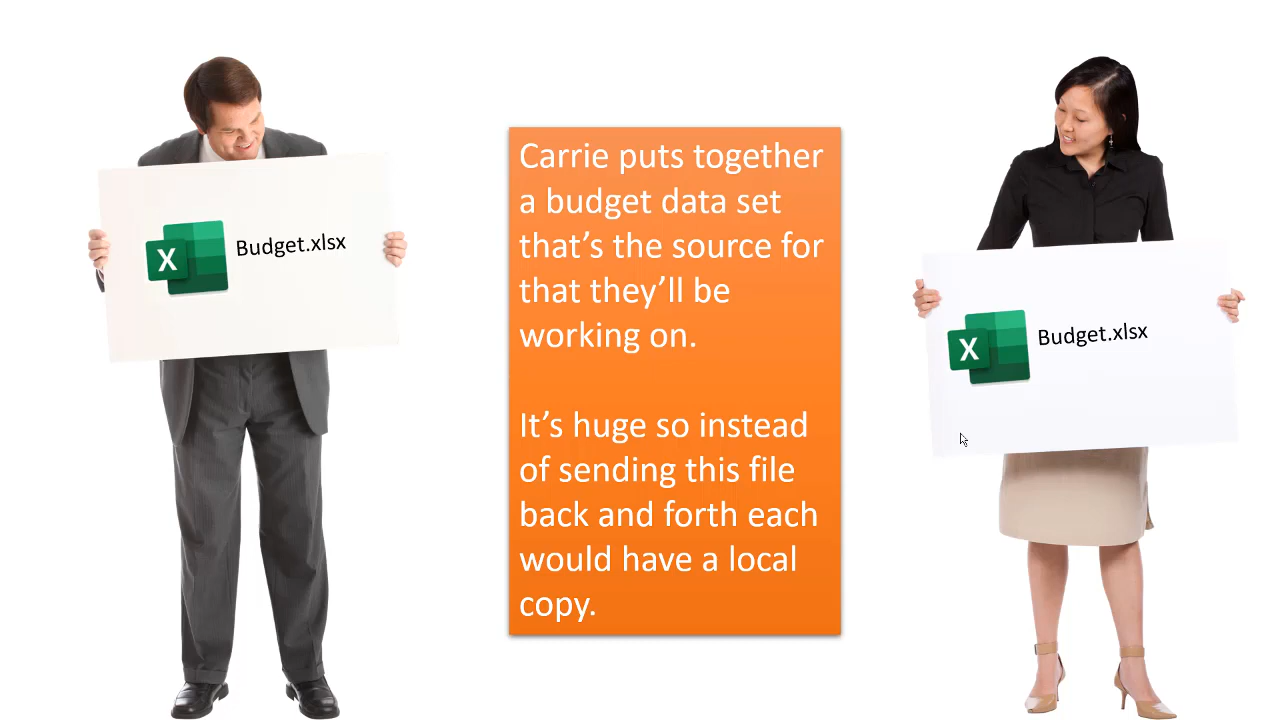 Budget.xlsx
Carrie puts together
a budget data set
that’s the source for
that they’ll be
working on.
It’s huge so instead
of sending this file
back and forth each
would have a local
copy.
X
Budget.xlsx
X